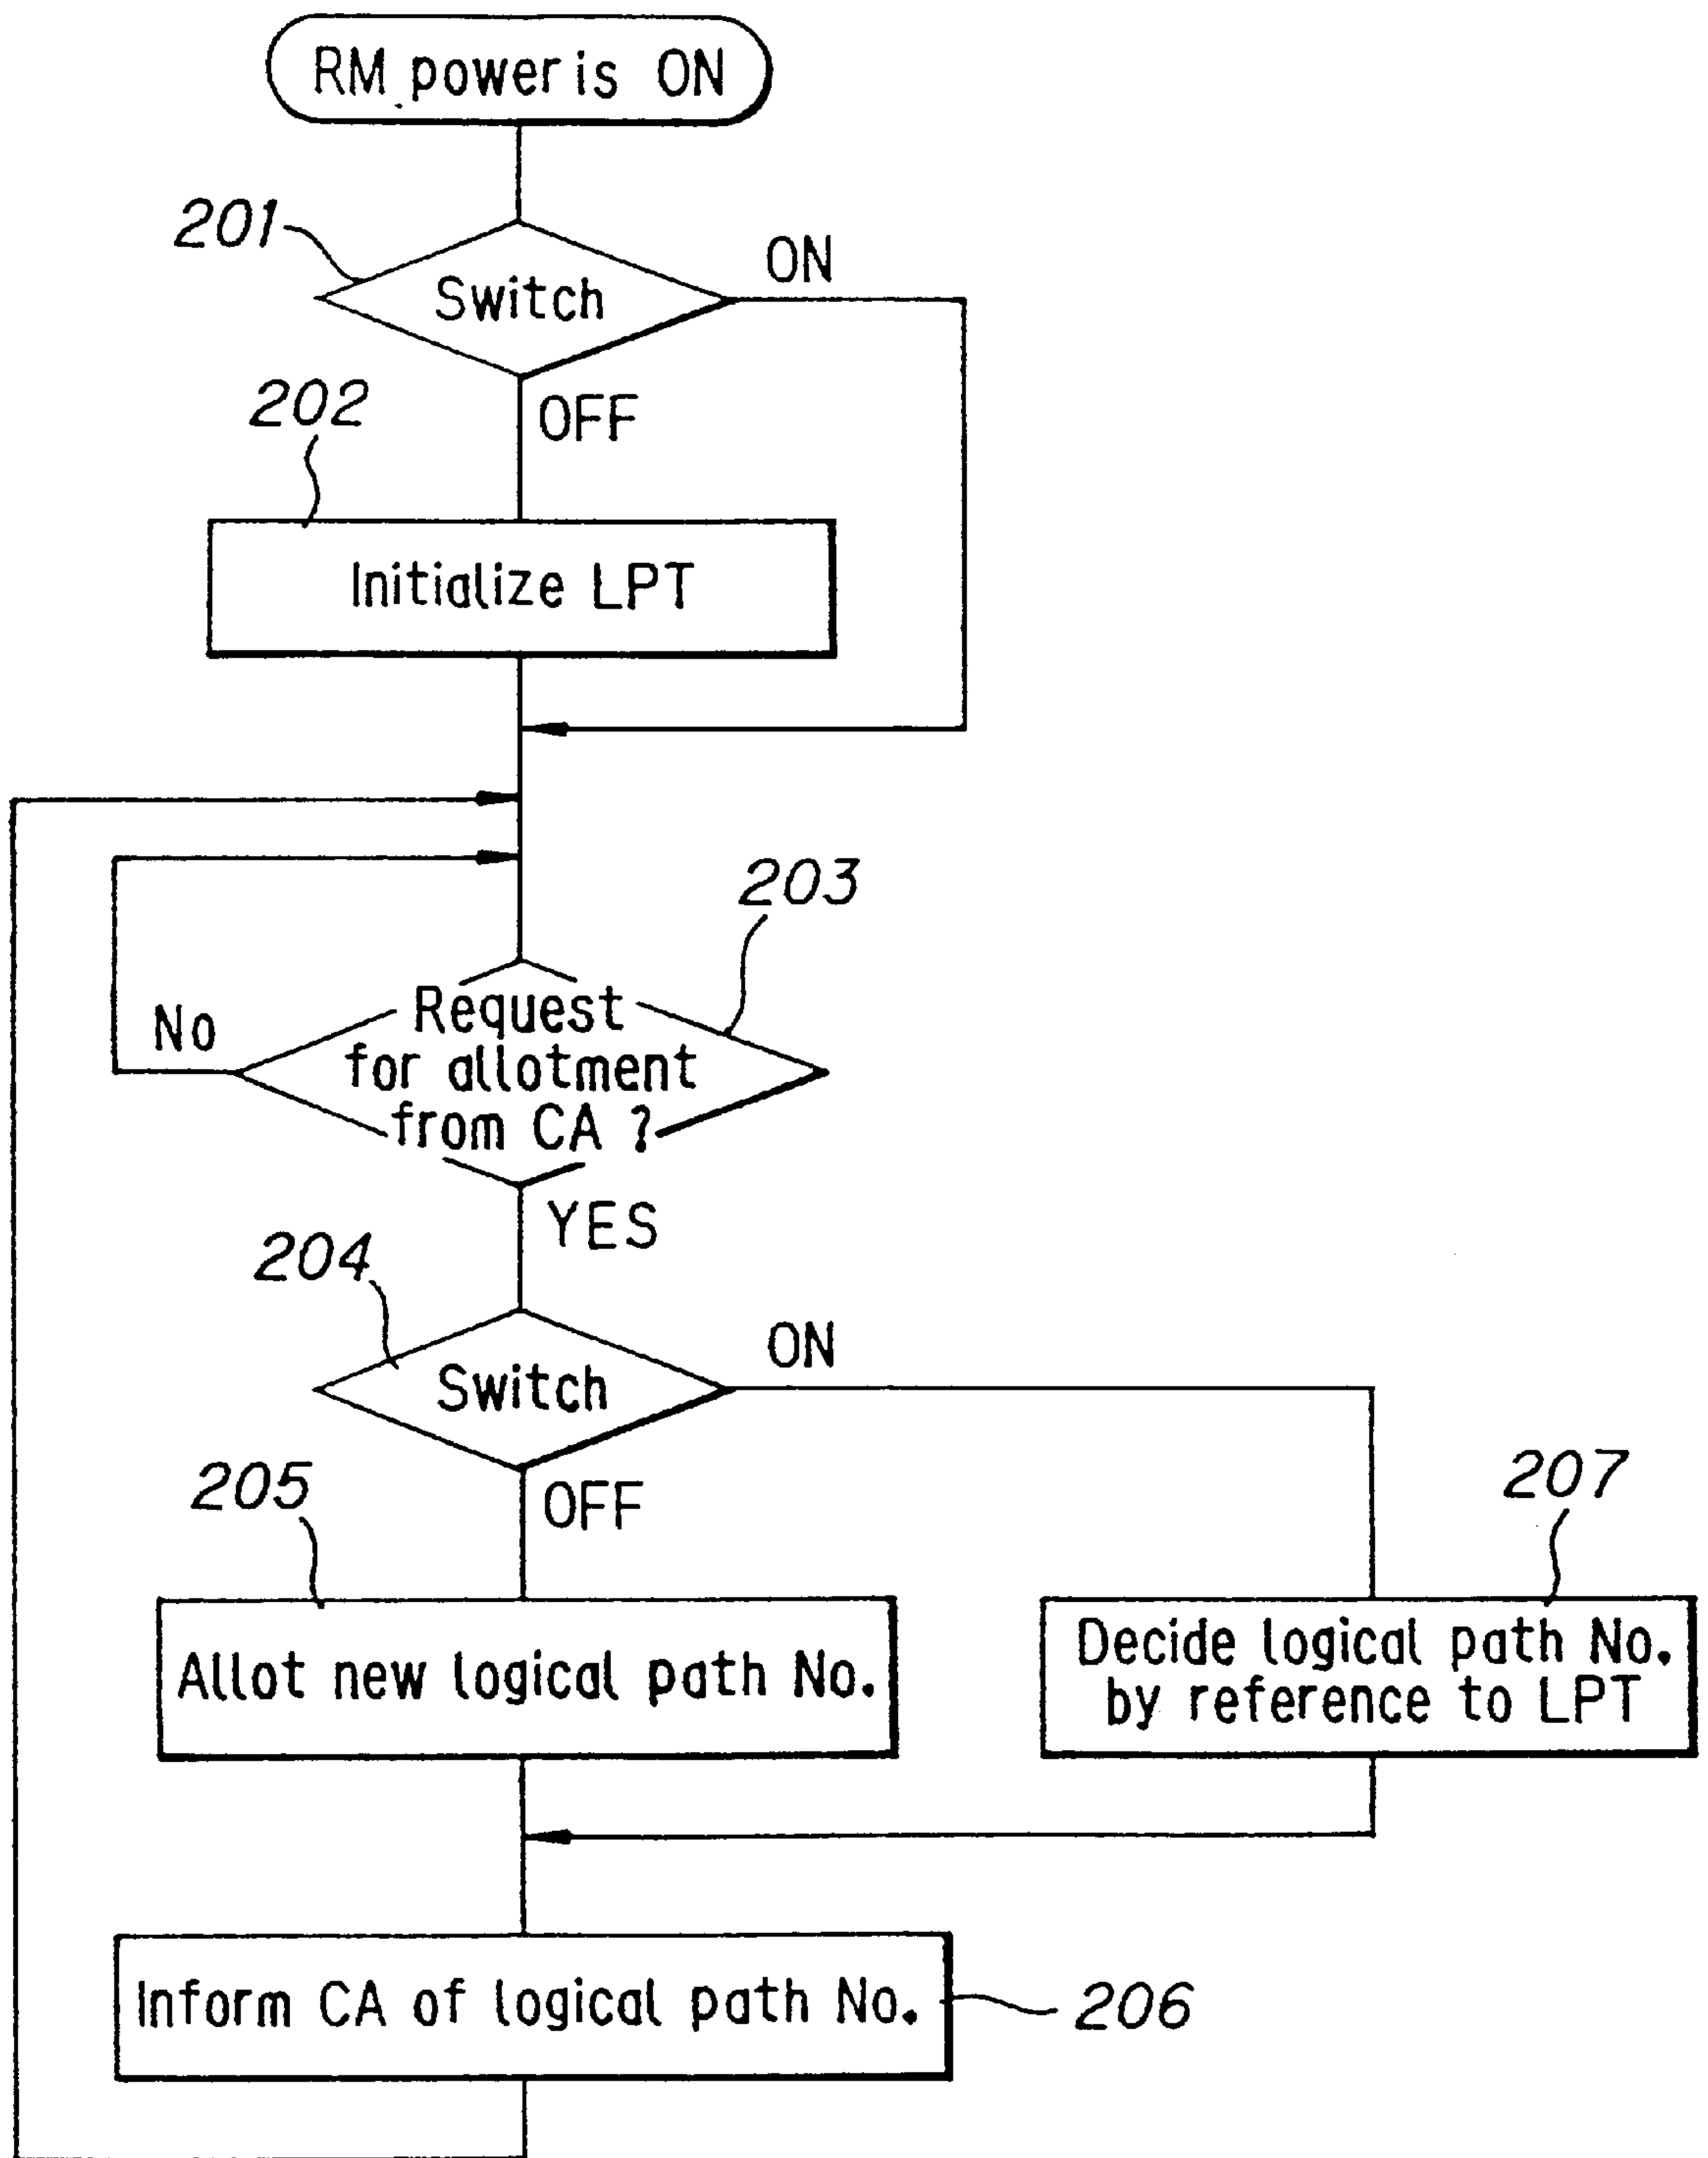 RM power is ON
201
Switch
ON
202
OFF
Initialize LPT
203
No
Request
for allotment
from CA ?
YES
204
Switch
ON
205
OFF
207
Allot new logical path No.
Decide logical path No.
by reference to LPT
Inform CA of logical path No.
206